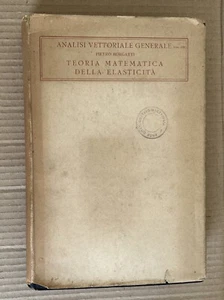 ANALISI VETTORIALE GENERALE
TEORIA MATEMATICA
DELLA ELASTICITÀ